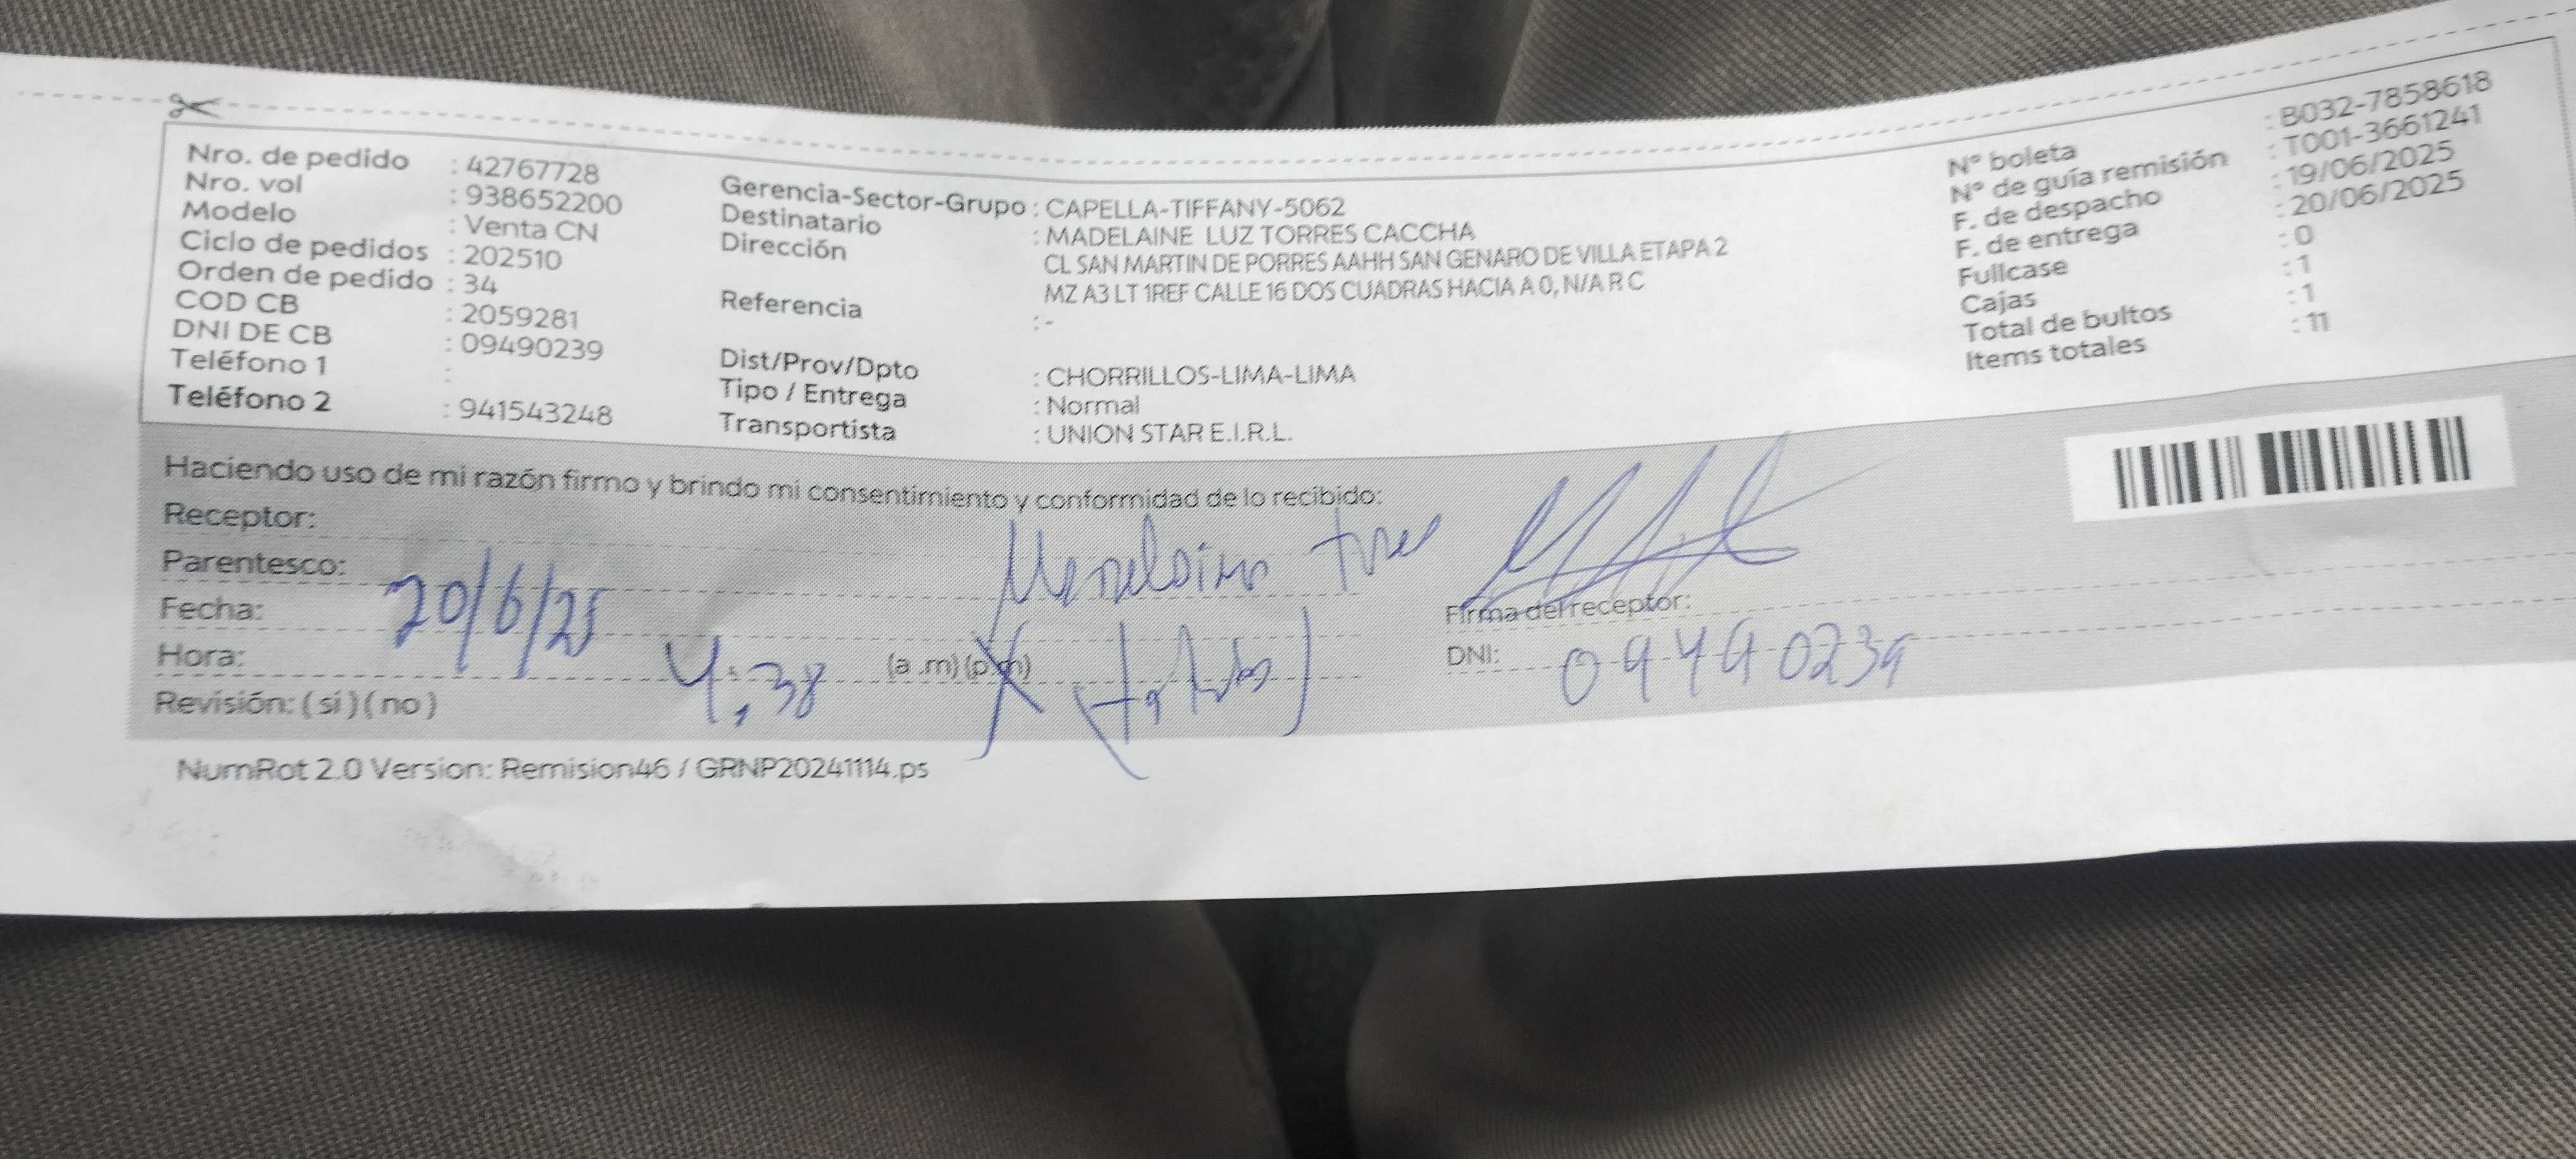 Nro. de pedido : 42767728
Nro. vol : 938652200
Modelo : Venta CN
Ciclo de pedidos : 202510
Orden de pedido : 34
COD CB : 2059281
DNI DE CB : 09490239
Teléfono 1 :
Teléfono 2 : 941543248
Gerencia-Sector-Grupo : CAPELLA-TIFFANY-5062
Destinatario : MADELAINE LUZ TORRES CACCHA
Dirección CL SAN MARTIN DE PORRES AAHH SAN GENARO DE VILLA ETAPA 2
MZ A3 LT 1REF CALLE 16 DOS CUADRAS HACIA A 0, N/A R C
Referencia : -
Dist/Prov/Dpto : CHORRILLOS-LIMA-LIMA
Tipo / Entrega : Normal
Transportista : UNION STAR E.I.R.L.
N° boleta : B032-7858618
N° de guía remisión : T001-3661241
F. de despacho : 19/06/2025
F. de entrega : 20/06/2025
Fullcase : 0
Cajas : 1
Total de bultos : 1
Items totales : 11
Haciendo uso de mi razón firmo y brindo mi consentimiento y conformidad de lo recibido:
Receptor:
Parentesco:
Fecha: 20/6/25
Hora: 4:38 (a .m) (p.m)
Revisión: ( si ) ( no )
Firma del receptor:
DNI: 09490239
NumRot 2.0 Version: Remision46 / GRNP20241114.ps